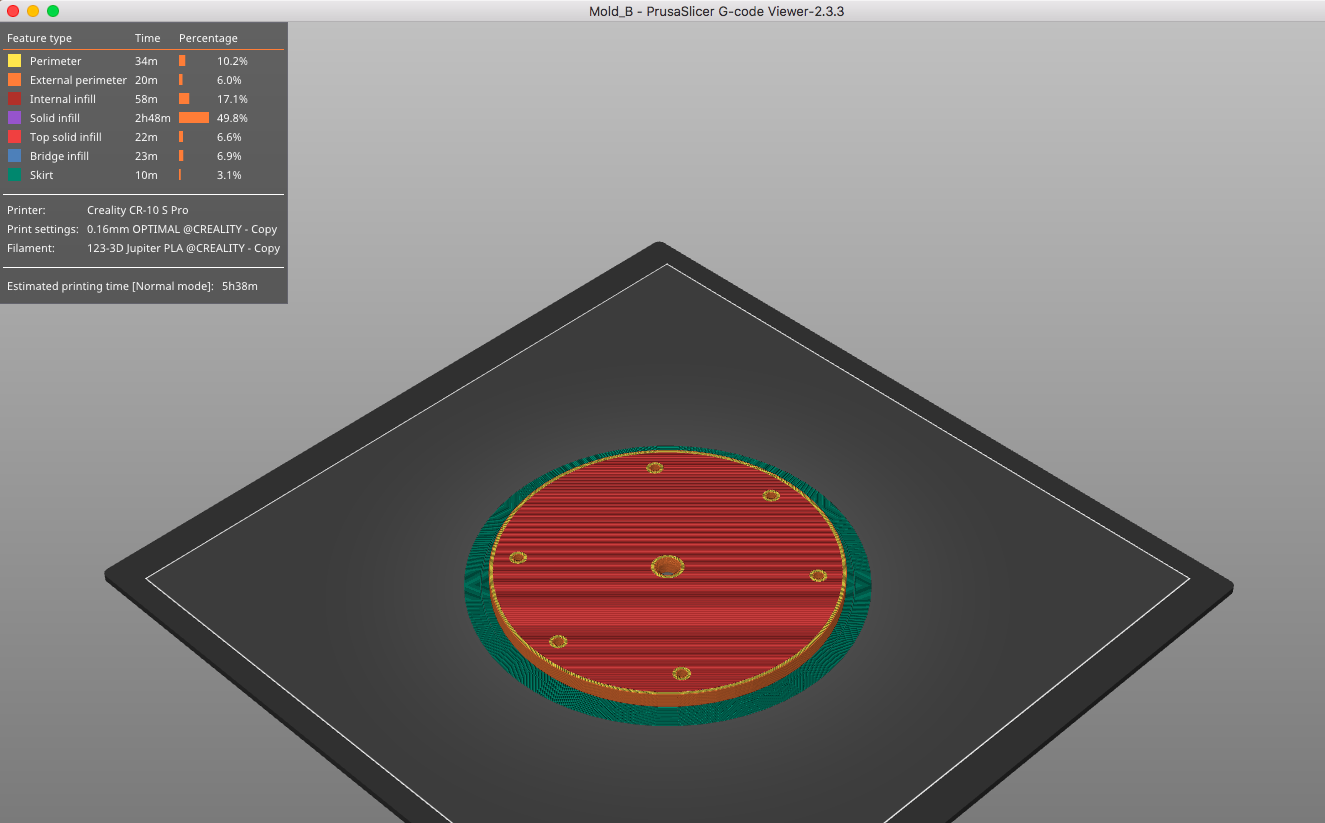 Mold_B - PrusaSlicer G-code Viewer-2.3.3
Feature type Time Percentage
Perimeter 34m 10.2%
External perimeter 20m 6.0%
Internal infill 58m 17.1%
Solid infill 2h48m 49.8%
Top solid infill 22m 6.6%
Bridge infill 23m 6.9%
Skirt 10m 3.1%
Printer: Creality CR-10 S Pro
Print settings: 0.16mm OPTIMAL @CREALITY - Copy
Filament: 123-3D Jupiter PLA @CREALITY - Copy
Estimated printing time [Normal mode]: 5h38m